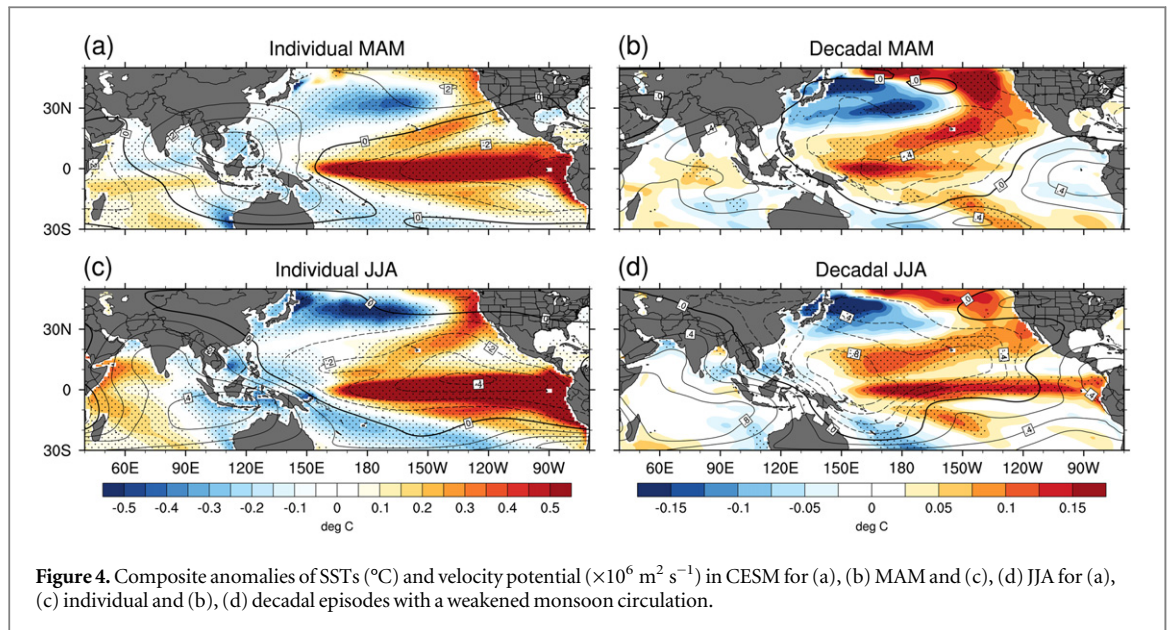 (a)
Individual MAM
(b)
Decadal MAM
30N
0
30S
(c)
Individual JJA
(d)
Decadal JJA
30N
0
30S
60E 90E 120E 150E 180 150W 120W 90W
60E 90E 120E 150E 180 150W 120W 90W
-0.5 -0.4 -0.3 -0.2 -0.1 0 0.1 0.2 0.3 0.4 0.5
deg C
-0.15 -0.1 -0.05 0 0.05 0.1 0.15
deg C
Figure 4. Composite anomalies of SSTs (°C) and velocity potential (×10⁶ m² s⁻¹) in CESM for (a), (b) MAM and (c), (d) JJA for (a),
(c) individual and (b), (d) decadal episodes with a weakened monsoon circulation.